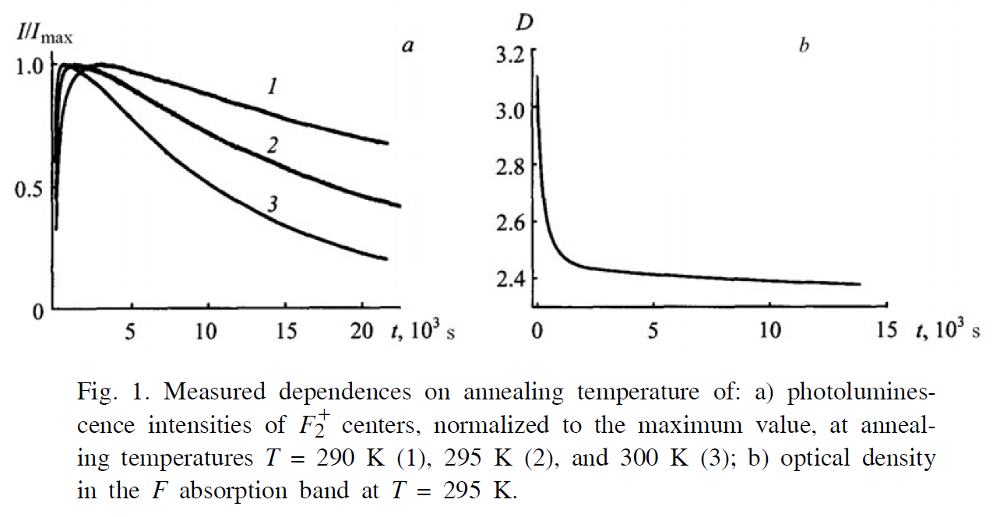 I/I_max
a
1.0
0.5
0
1
2
3
5 10 15 20 t, 10³ s
D
b
3.2
3.0
2.8
2.6
2.4
0 5 10 15 t, 10³ s
Fig. 1. Measured dependences on annealing temperature of: a) photolumines-
cence intensities of F₂⁺ centers, normalized to the maximum value, at anneal-
ing temperatures T = 290 K (1), 295 K (2), and 300 K (3); b) optical density
in the F absorption band at T = 295 K.